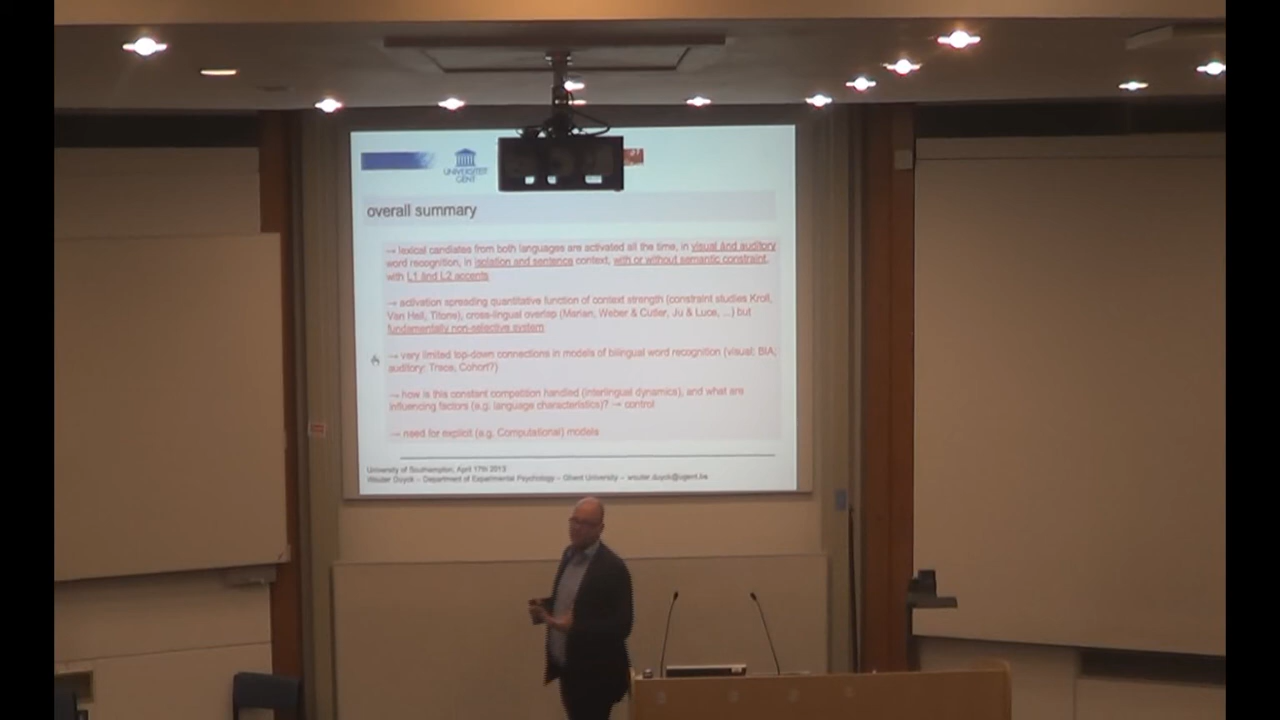 UNIVERSITEIT
GENT
overall summary
→ lexical candiates from both languages are activated all the time, in visual and auditory
word recognition, in isolation and sentence context, with or without semantic constraint,
with L1 and L2 accents
→ activation spreading quantitative function of context strength (constraint studies Kroll,
Van Hell, Titone), cross-lingual overlap (Marian, Weber & Cutler, Ju & Luce, ...) but
fundamentally non-selective system
→ very limited top-down connections in models of bilingual word recognition (visual: BIA,
auditory: Trace, Cohort?)
→ how is this constant competition handled (interlingual dynamics), and what are
influencing factors (e.g. language characteristics)? → control
→ need for explicit (e.g. Computational) models
University of Southampton, April 17th 2013
Wouter Duyck – Department of Experimental Psychology – Ghent University – wouter.duyck@ugent.be